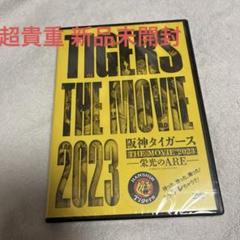 超貴重 新品未開封
TIGERS
THE MOVIE
2023
阪神タイガース
THE MOVIE 2023
―栄光のARE―
HANSHIN
Tigers